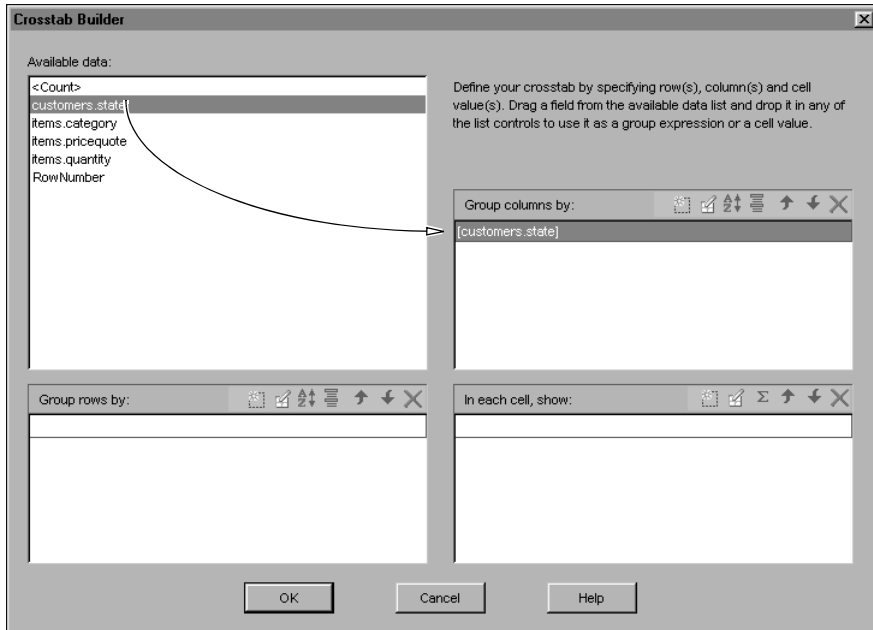 Crosstab Builder
Available data:
<Count>
customers.state
items.category
items.pricequote
items.quantity
RowNumber
Define your crosstab by specifying row(s), column(s) and cell
value(s). Drag a field from the available data list and drop it in any of
the list controls to use it as a group expression or a cell value.
Group columns by:
[customers.state]
Group rows by:
In each cell, show:
OK
Cancel
Help